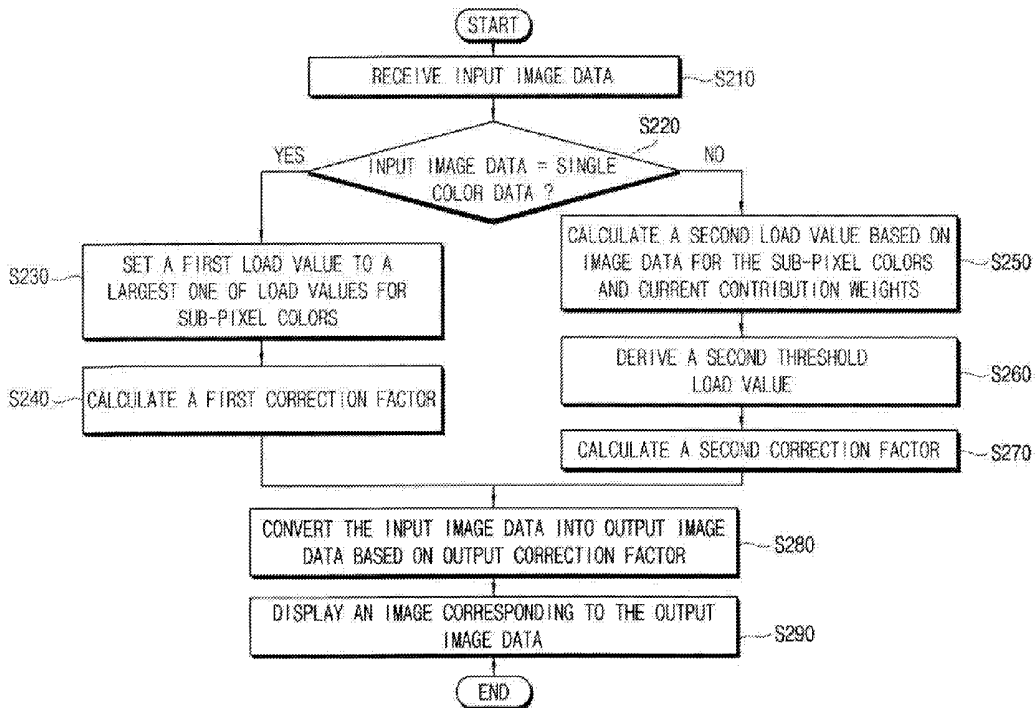 START
RECEIVE INPUT IMAGE DATA
S210
S220
YES
INPUT IMAGE DATA = SINGLE
COLOR DATA ?
NO
S230
SET A FIRST LOAD VALUE TO A
LARGEST ONE OF LOAD VALUES FOR
SUB-PIXEL COLORS
CALCULATE A SECOND LOAD VALUE BASED ON
IMAGE DATA FOR THE SUB-PIXEL COLORS
AND CURRENT CONTRIBUTION WEIGHTS
S250
S240
CALCULATE A FIRST CORRECTION FACTOR
DERIVE A SECOND THRESHOLD
LOAD VALUE
S260
CALCULATE A SECOND CORRECTION FACTOR
S270
CONVERT THE INPUT IMAGE DATA INTO OUTPUT IMAGE
DATA BASED ON OUTPUT CORRECTION FACTOR
S280
DISPLAY AN IMAGE CORRESPONDING TO THE OUTPUT
IMAGE DATA
S290
END